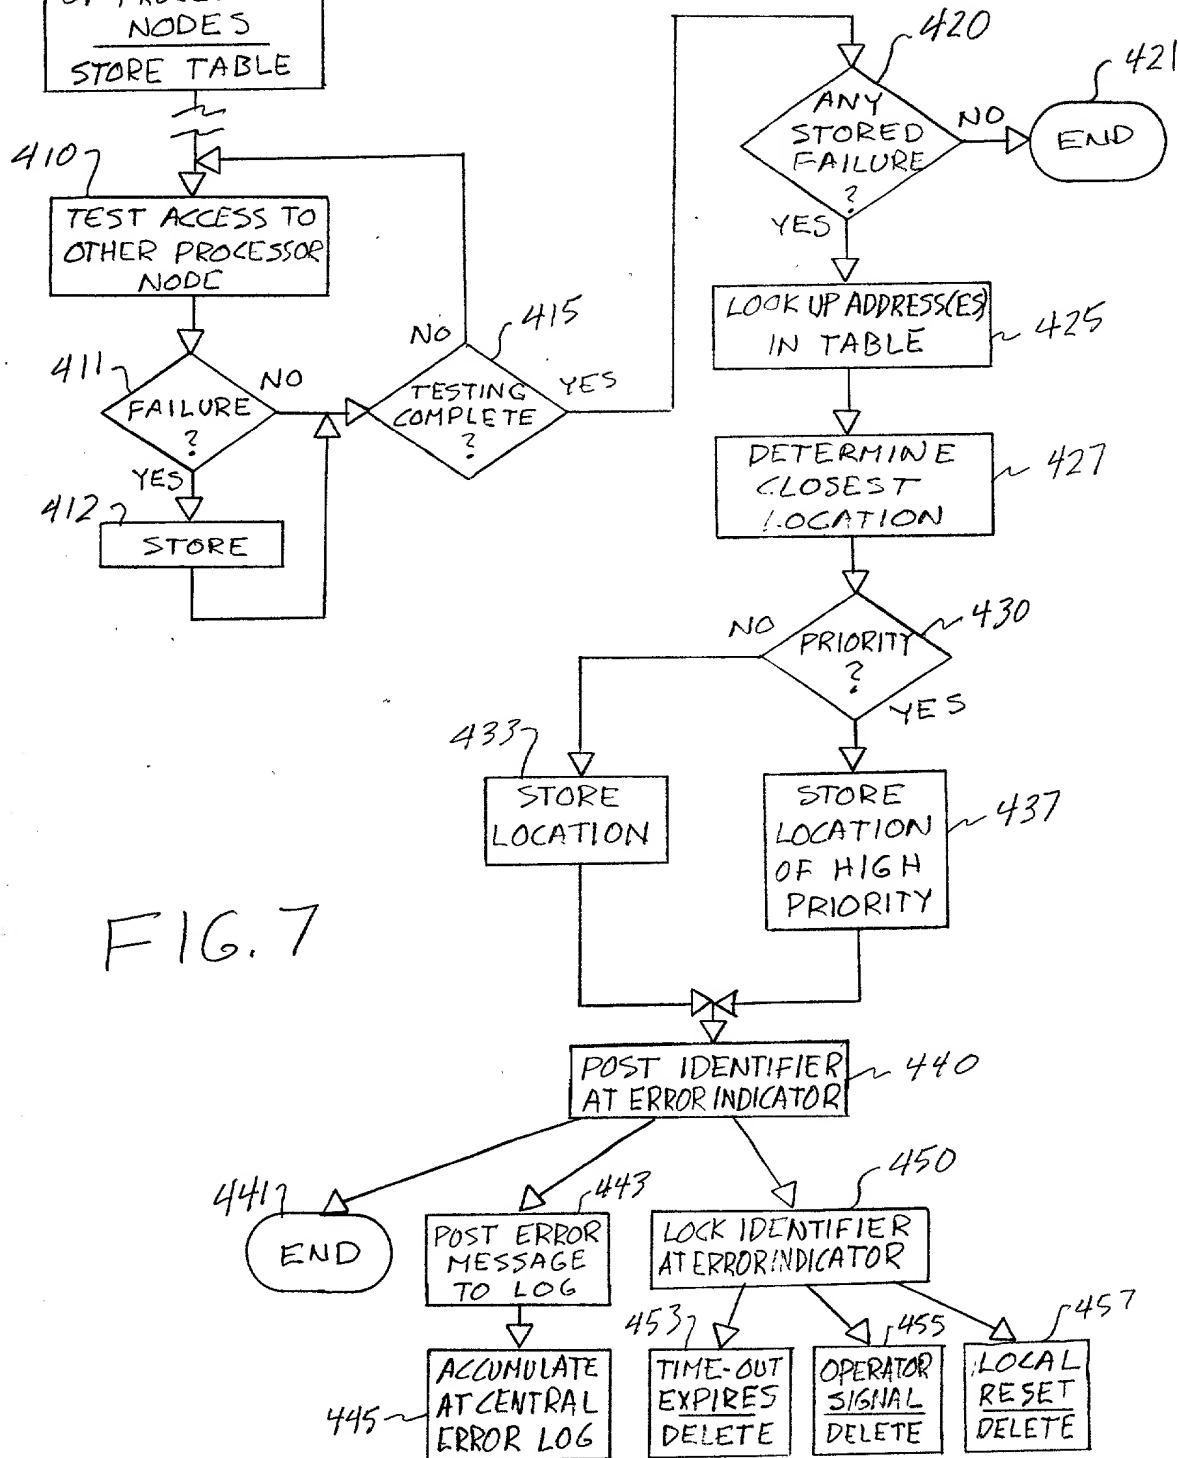 NODES
STORE TABLE
410
TEST ACCESS TO
OTHER PROCESSOR
NODE
411
FAILURE
?
NO
YES
412
STORE
415
NO
TESTING
COMPLETE
?
YES
420
ANY
STORED
FAILURE
?
NO
421
END
YES
LOOK UP ADDRESS(ES)
IN TABLE
425
DETERMINE
CLOSEST
LOCATION
427
430
PRIORITY
?
NO
YES
433
STORE
LOCATION
STORE
LOCATION
OF HIGH
PRIORITY
437
FIG. 7
POST IDENTIFIER
AT ERROR INDICATOR
440
441
END
443
POST ERROR
MESSAGE
TO LOG
450
LOCK IDENTIFIER
AT ERROR INDICATOR
445
ACCUMULATE
AT CENTRAL
ERROR LOG
453
TIME-OUT
EXPIRES
DELETE
455
OPERATOR
SIGNAL
DELETE
457
LOCAL
RESET
DELETE